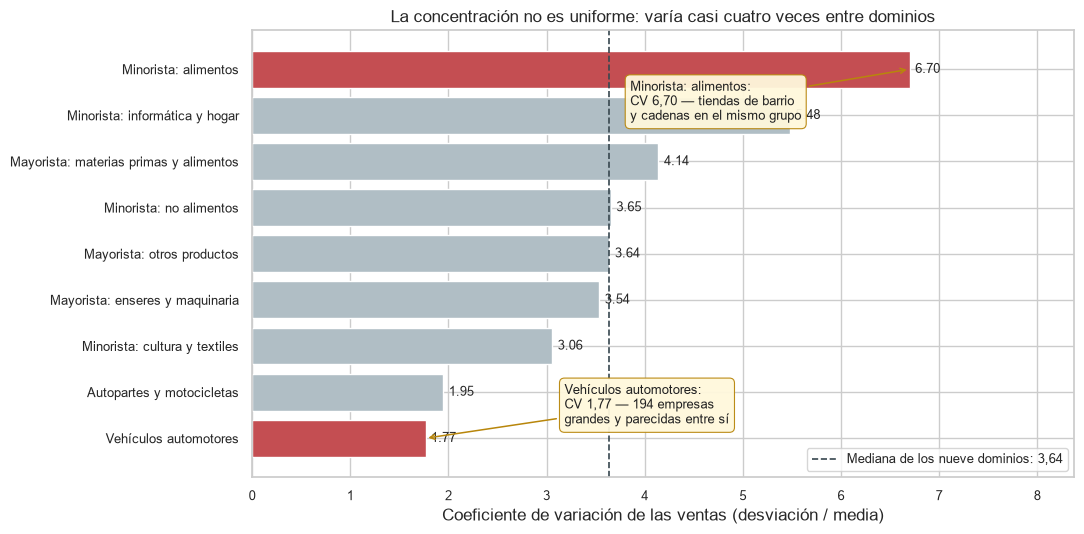 La concentración no es uniforme: varía casi cuatro veces entre dominios
Minorista: alimentos
6.70
Minorista: alimentos:
CV 6,70 — tiendas de barrio
y cadenas en el mismo grupo
Minorista: informática y hogar
48
Mayorista: materias primas y alimentos
4.14
Minorista: no alimentos
3.65
Mayorista: otros productos
3.64
Mayorista: enseres y maquinaria
3.54
Minorista: cultura y textiles
3.06
Autopartes y motocicletas
1.95
Vehículos automotores:
CV 1,77 — 194 empresas
grandes y parecidas entre sí
Vehículos automotores
1.77
Mediana de los nueve dominios: 3,64
0 1 2 3 4 5 6 7 8
Coeficiente de variación de las ventas (desviación / media)